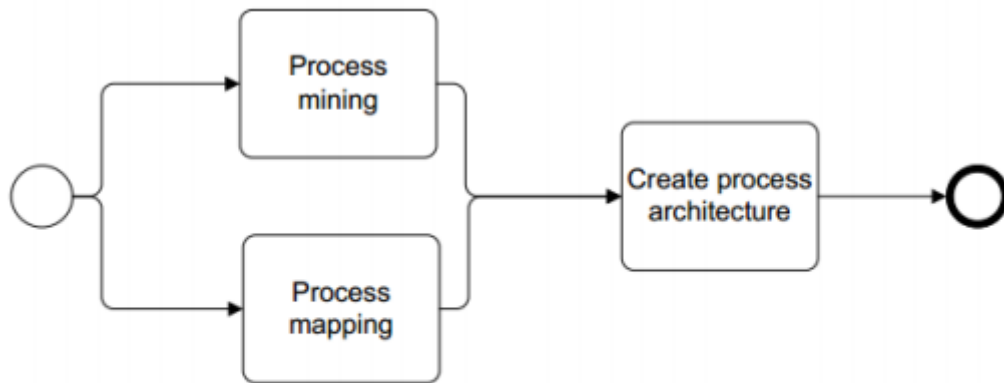 Process
mining
Create process
architecture
Process
mapping